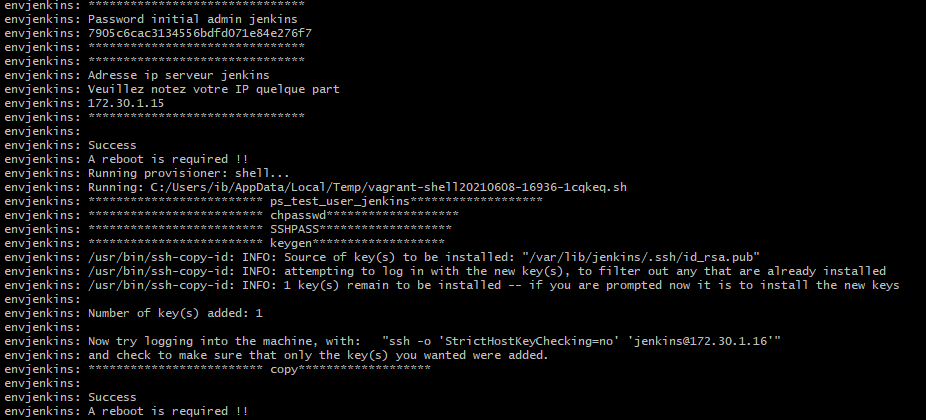 envjenkins: *******************************
envjenkins: Password initial admin jenkins
envjenkins: 7905c6cac3134556bdfd071e84e276f7
envjenkins: *******************************
envjenkins: *******************************
envjenkins: Adresse ip serveur jenkins
envjenkins: Veuillez notez votre IP quelque part
envjenkins: 172.30.1.15
envjenkins: *******************************
envjenkins:
envjenkins: Success
envjenkins: A reboot is required !!
envjenkins: Running provisioner: shell...
envjenkins: Running: C:/Users/ib/AppData/Local/Temp/vagrant-shell20210608-16936-1cqkeq.sh
envjenkins: ************************* ps_test_user_jenkins*******************
envjenkins: ************************* chpasswd*******************
envjenkins: ************************* SSHPASS*******************
envjenkins: ************************* keygen*******************
envjenkins: /usr/bin/ssh-copy-id: INFO: Source of key(s) to be installed: "/var/lib/jenkins/.ssh/id_rsa.pub"
envjenkins: /usr/bin/ssh-copy-id: INFO: attempting to log in with the new key(s), to filter out any that are already installed
envjenkins: /usr/bin/ssh-copy-id: INFO: 1 key(s) remain to be installed -- if you are prompted now it is to install the new keys
envjenkins:
envjenkins: Number of key(s) added: 1
envjenkins:
envjenkins: Now try logging into the machine, with:   "ssh -o 'StrictHostKeyChecking=no' 'jenkins@172.30.1.16'"
envjenkins: and check to make sure that only the key(s) you wanted were added.
envjenkins: ************************* copy*******************
envjenkins:
envjenkins: Success
envjenkins: A reboot is required !!